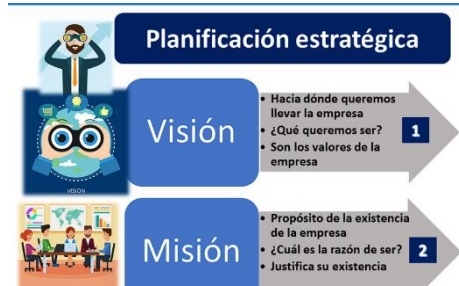 Planificación estratégica
VISION
Visión
• Hacia dónde queremos
llevar la empresa
• ¿Qué queremos ser?
• Son los valores de la
empresa
1
Misión
• Propósito de la existencia
de la empresa
• ¿Cuál es la razón de ser?
• Justifica su existencia
2